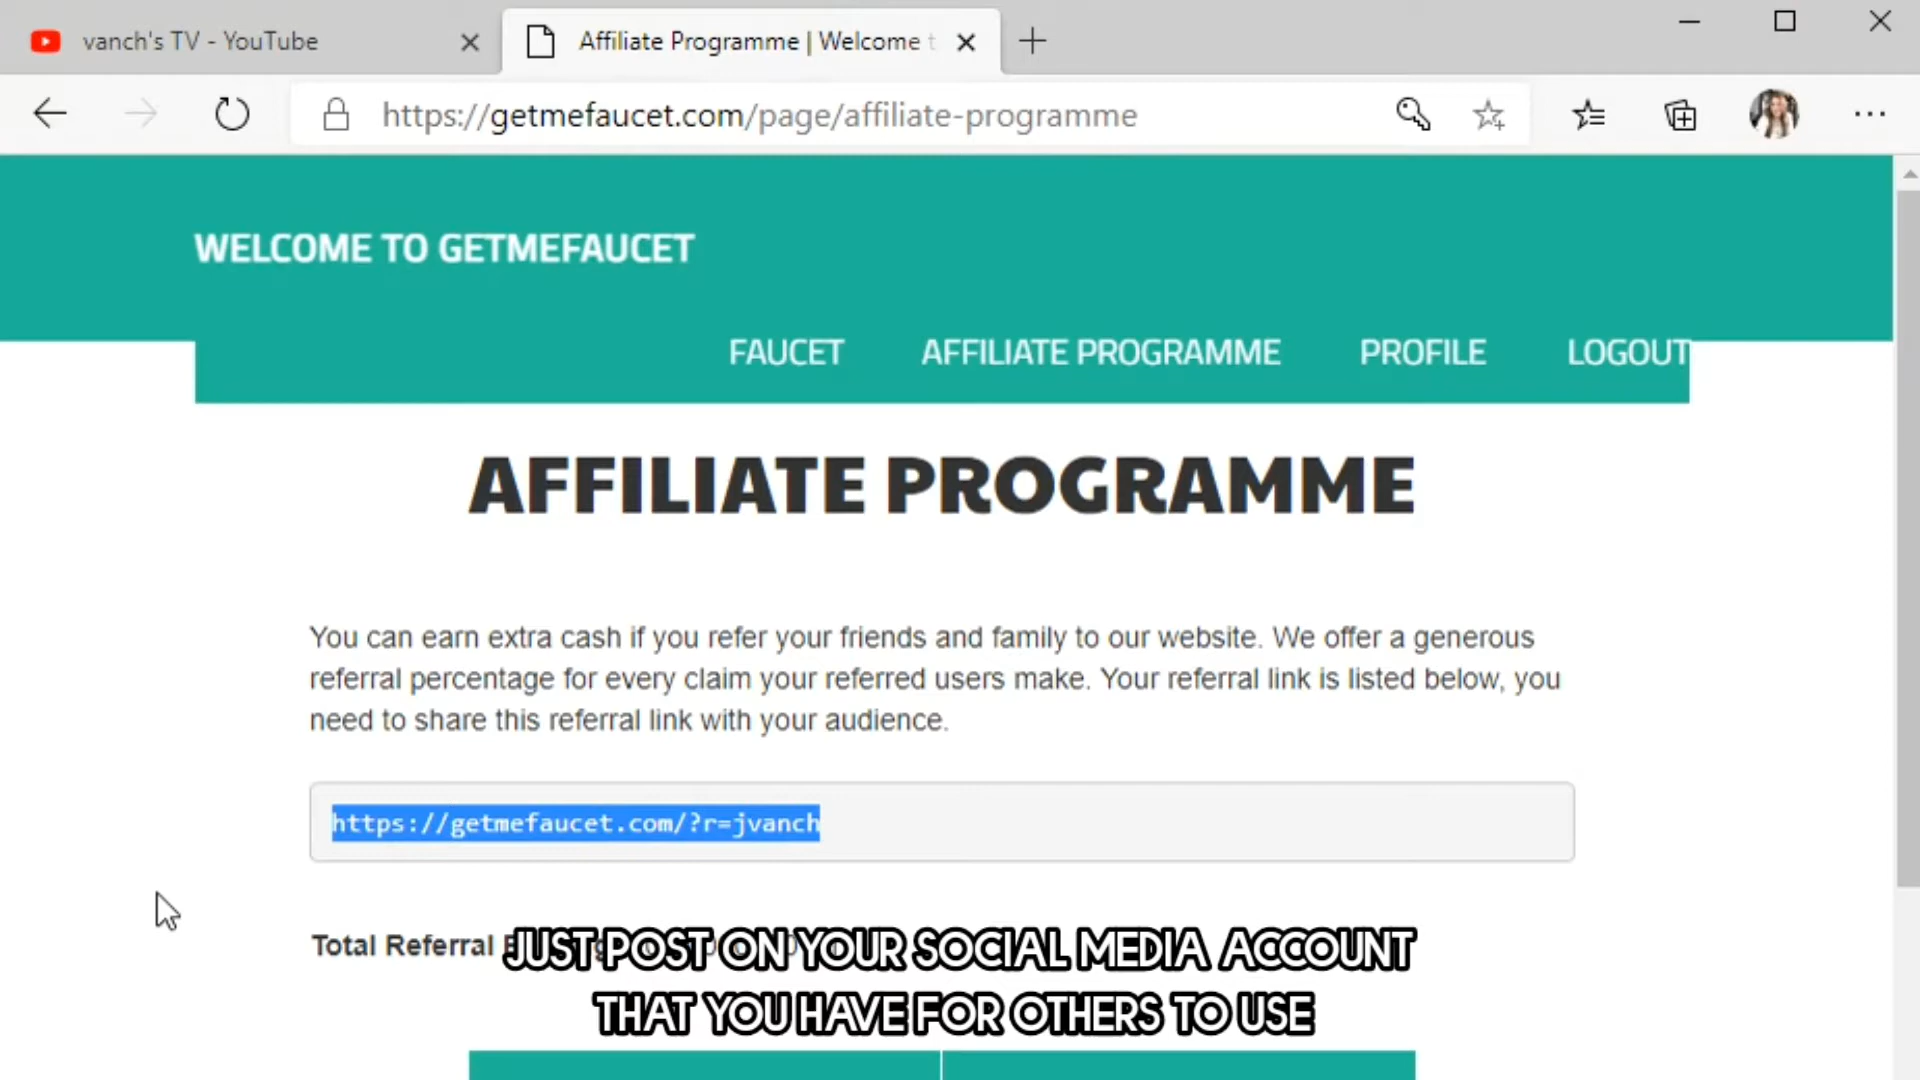 vanch's TV - YouTube
Affiliate Programme | Welcome t
https://getmefaucet.com/page/affiliate-programme
WELCOME TO GETMEFAUCET
FAUCET AFFILIATE PROGRAMME PROFILE LOGOUT
AFFILIATE PROGRAMME
You can earn extra cash if you refer your friends and family to our website. We offer a generous
referral percentage for every claim your referred users make. Your referral link is listed below, you
need to share this referral link with your audience.
https://getmefaucet.com/?r=jvanch
Total Referral
JUST POST ON YOUR SOCIAL MEDIA ACCOUNT
THAT YOU HAVE FOR OTHERS TO USE